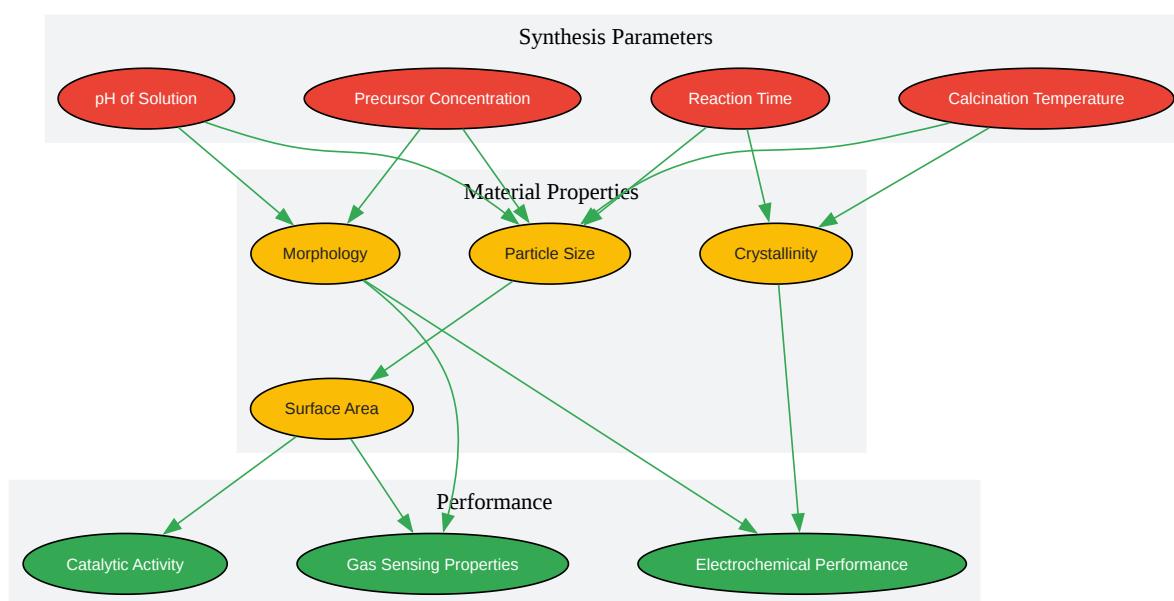 Synthesis Parameters
pH of Solution
Precursor Concentration
Reaction Time
Calcination Temperature
Material Properties
Morphology
Particle Size
Crystallinity
Surface Area
Performance
Catalytic Activity
Gas Sensing Properties
Electrochemical Performance